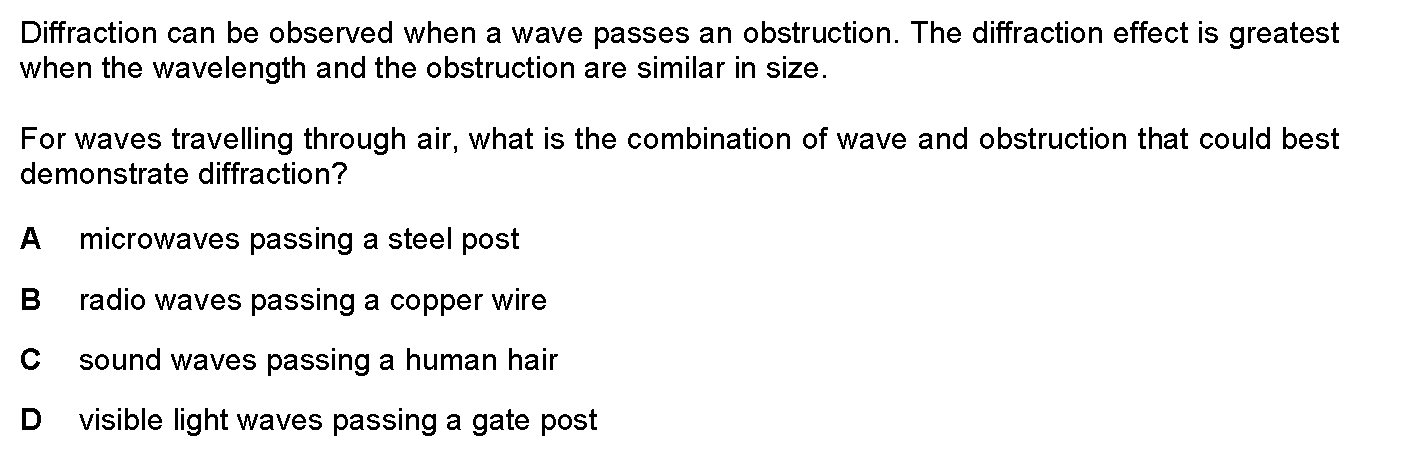 Diffraction can be observed when a wave passes an obstruction. The diffraction effect is greatest
when the wavelength and the obstruction are similar in size.
For waves travelling through air, what is the combination of wave and obstruction that could best
demonstrate diffraction?
A microwaves passing a steel post
B radio waves passing a copper wire
C sound waves passing a human hair
D visible light waves passing a gate post